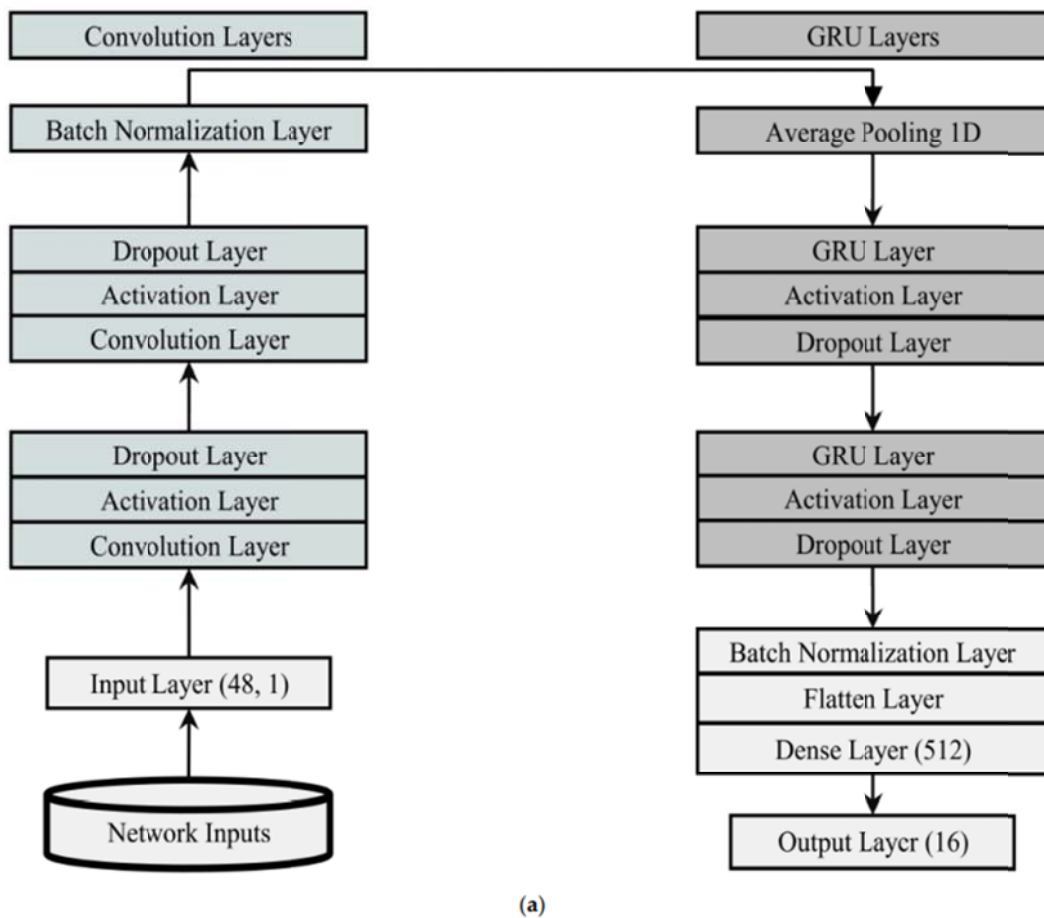 Convolution Layers
Batch Normalization Layer
Dropout Layer
Activation Layer
Convolution Layer
Dropout Layer
Activation Layer
Convolution Layer
Input Layer (48, 1)
Network Inputs
GRU Layers
Average Pooling 1D
GRU Layer
Activation Layer
Dropout Layer
GRU Layer
Activation Layer
Dropout Layer
Batch Normalization Layer
Flatten Layer
Dense Layer (512)
Output Layer (16)
(a)